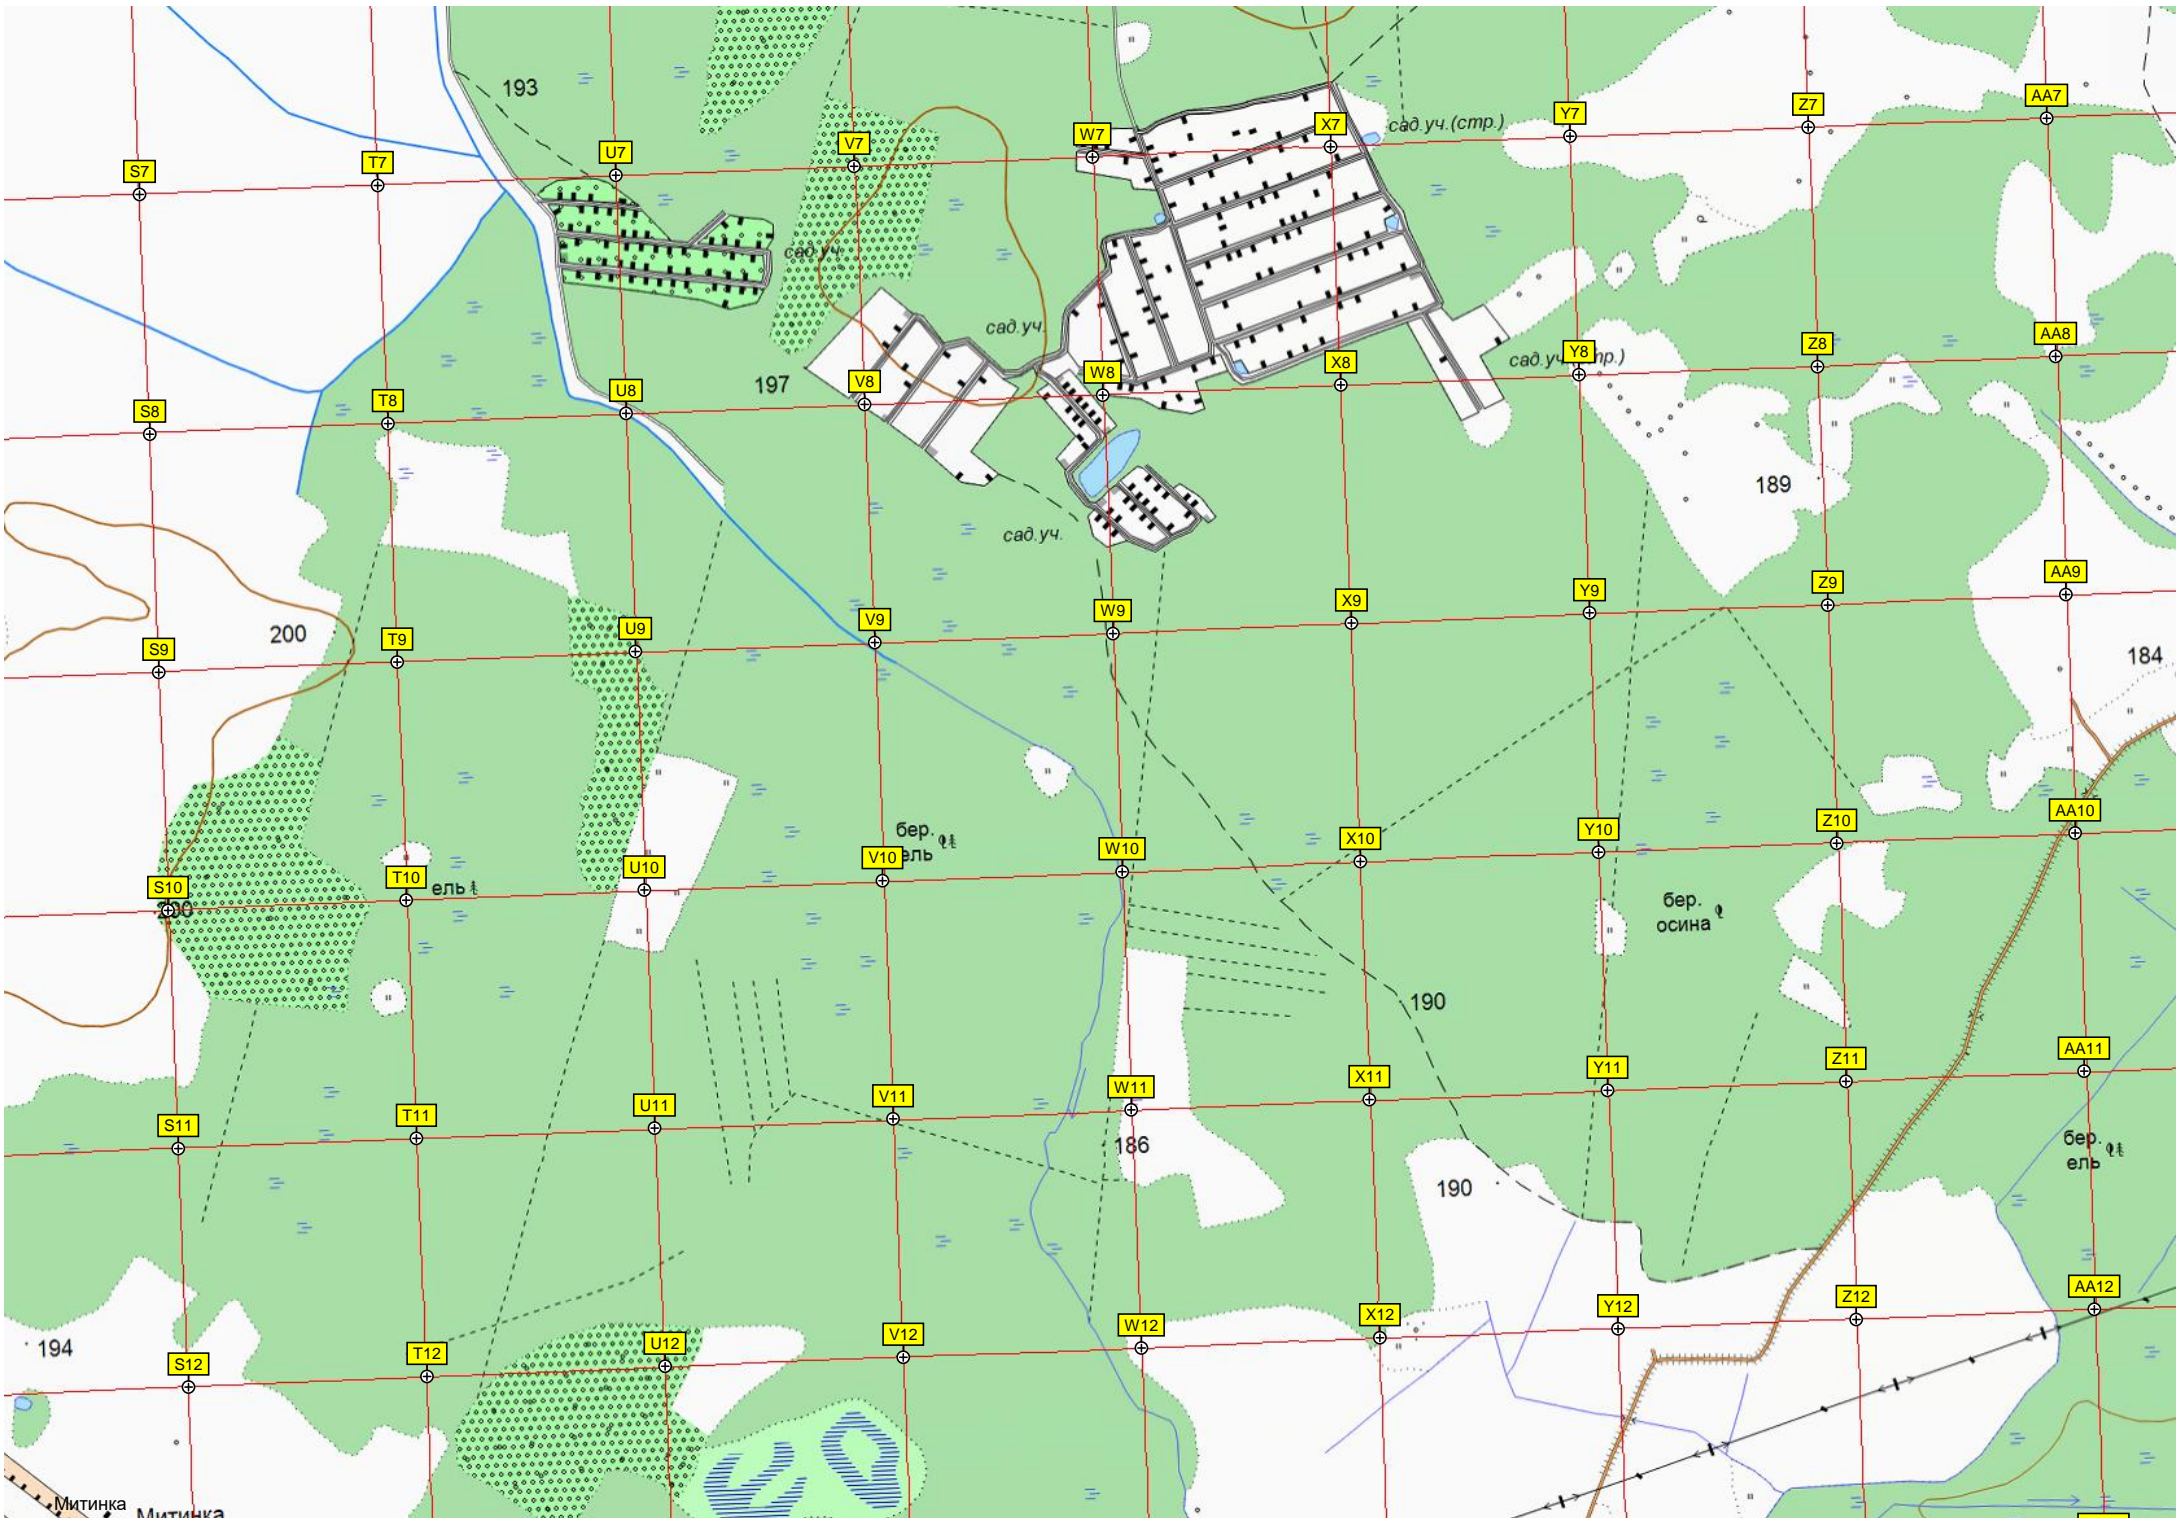 193
AA7
Z7
Y7
X7
сад.уч.(стр.)
W7
V7
U7
T7
S7
сад.уч.
сад.уч.
AA8
Z8
Y8
сад.уч
X8
W8
197
V8
U8
T8
S8
189
сад.уч.
AA9
Z9
Y9
X9
W9
V9
U9
200
T9
S9
184
AA10
Z10
Y10
бер.
X10
W10
V10
ель
U10
T10
ель
S10
бер.
осина
190
AA11
Z11
Y11
X11
W11
V11
U11
T11
S11
186
бер.
ель
190
AA12
Z12
Y12
X12
W12
V12
U12
194
T12
S12
Митинка
Митинка